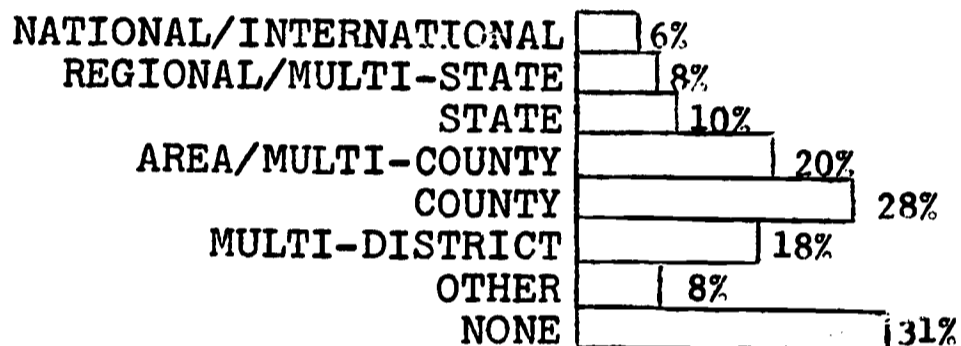 NATIONAL/INTERNATIONAL 6%
REGIONAL/MULTI-STATE 8%
STATE 10%
AREA/MULTI-COUNTY 20%
COUNTY 28%
MULTI-DISTRICT 18%
OTHER 8%
NONE 31%